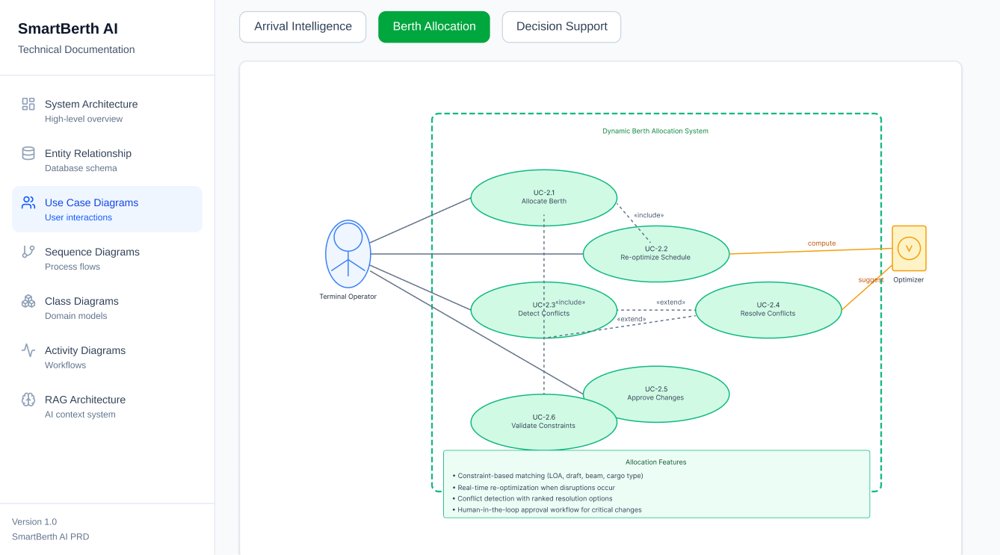 SmartBerth AI
Technical Documentation
System Architecture
High-level overview
Entity Relationship
Database schema
Use Case Diagrams
User interactions
Sequence Diagrams
Process flows
Class Diagrams
Domain models
Activity Diagrams
Workflows
RAG Architecture
AI context system
Version 1.0
SmartBerth AI PRD
Arrival Intelligence
Berth Allocation
Decision Support
Dynamic Berth Allocation System
UC-2.1
Allocate Berth
«include»
UC-2.2
Re-optimize Schedule
compute
Terminal Operator
suggest
Optimizer
UC-2.3
Detect Conflicts
«include»
«extend»
«extend»
UC-2.4
Resolve Conflicts
UC-2.5
Approve Changes
UC-2.6
Validate Constraints
Allocation Features
• Constraint-based matching (LOA, draft, beam, cargo type)
• Real-time re-optimization when disruptions occur
• Conflict detection with ranked resolution options
• Human-in-the-loop approval workflow for critical changes